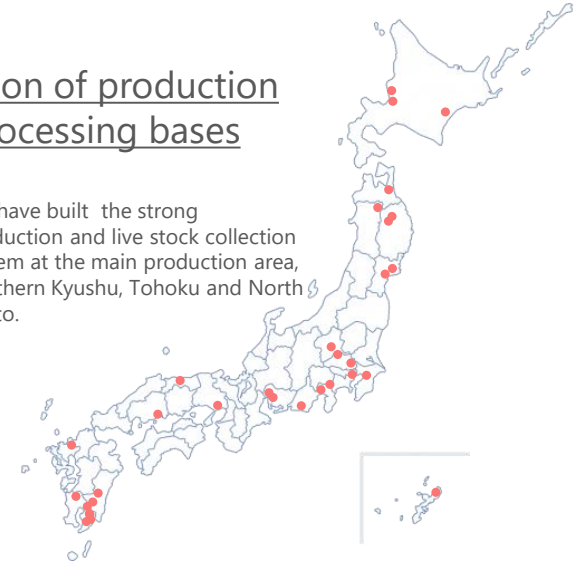 on of production
ocessing bases
have built the strong
duction and live stock collection
em at the main production area,
thern Kyushu, Tohoku and North
to.